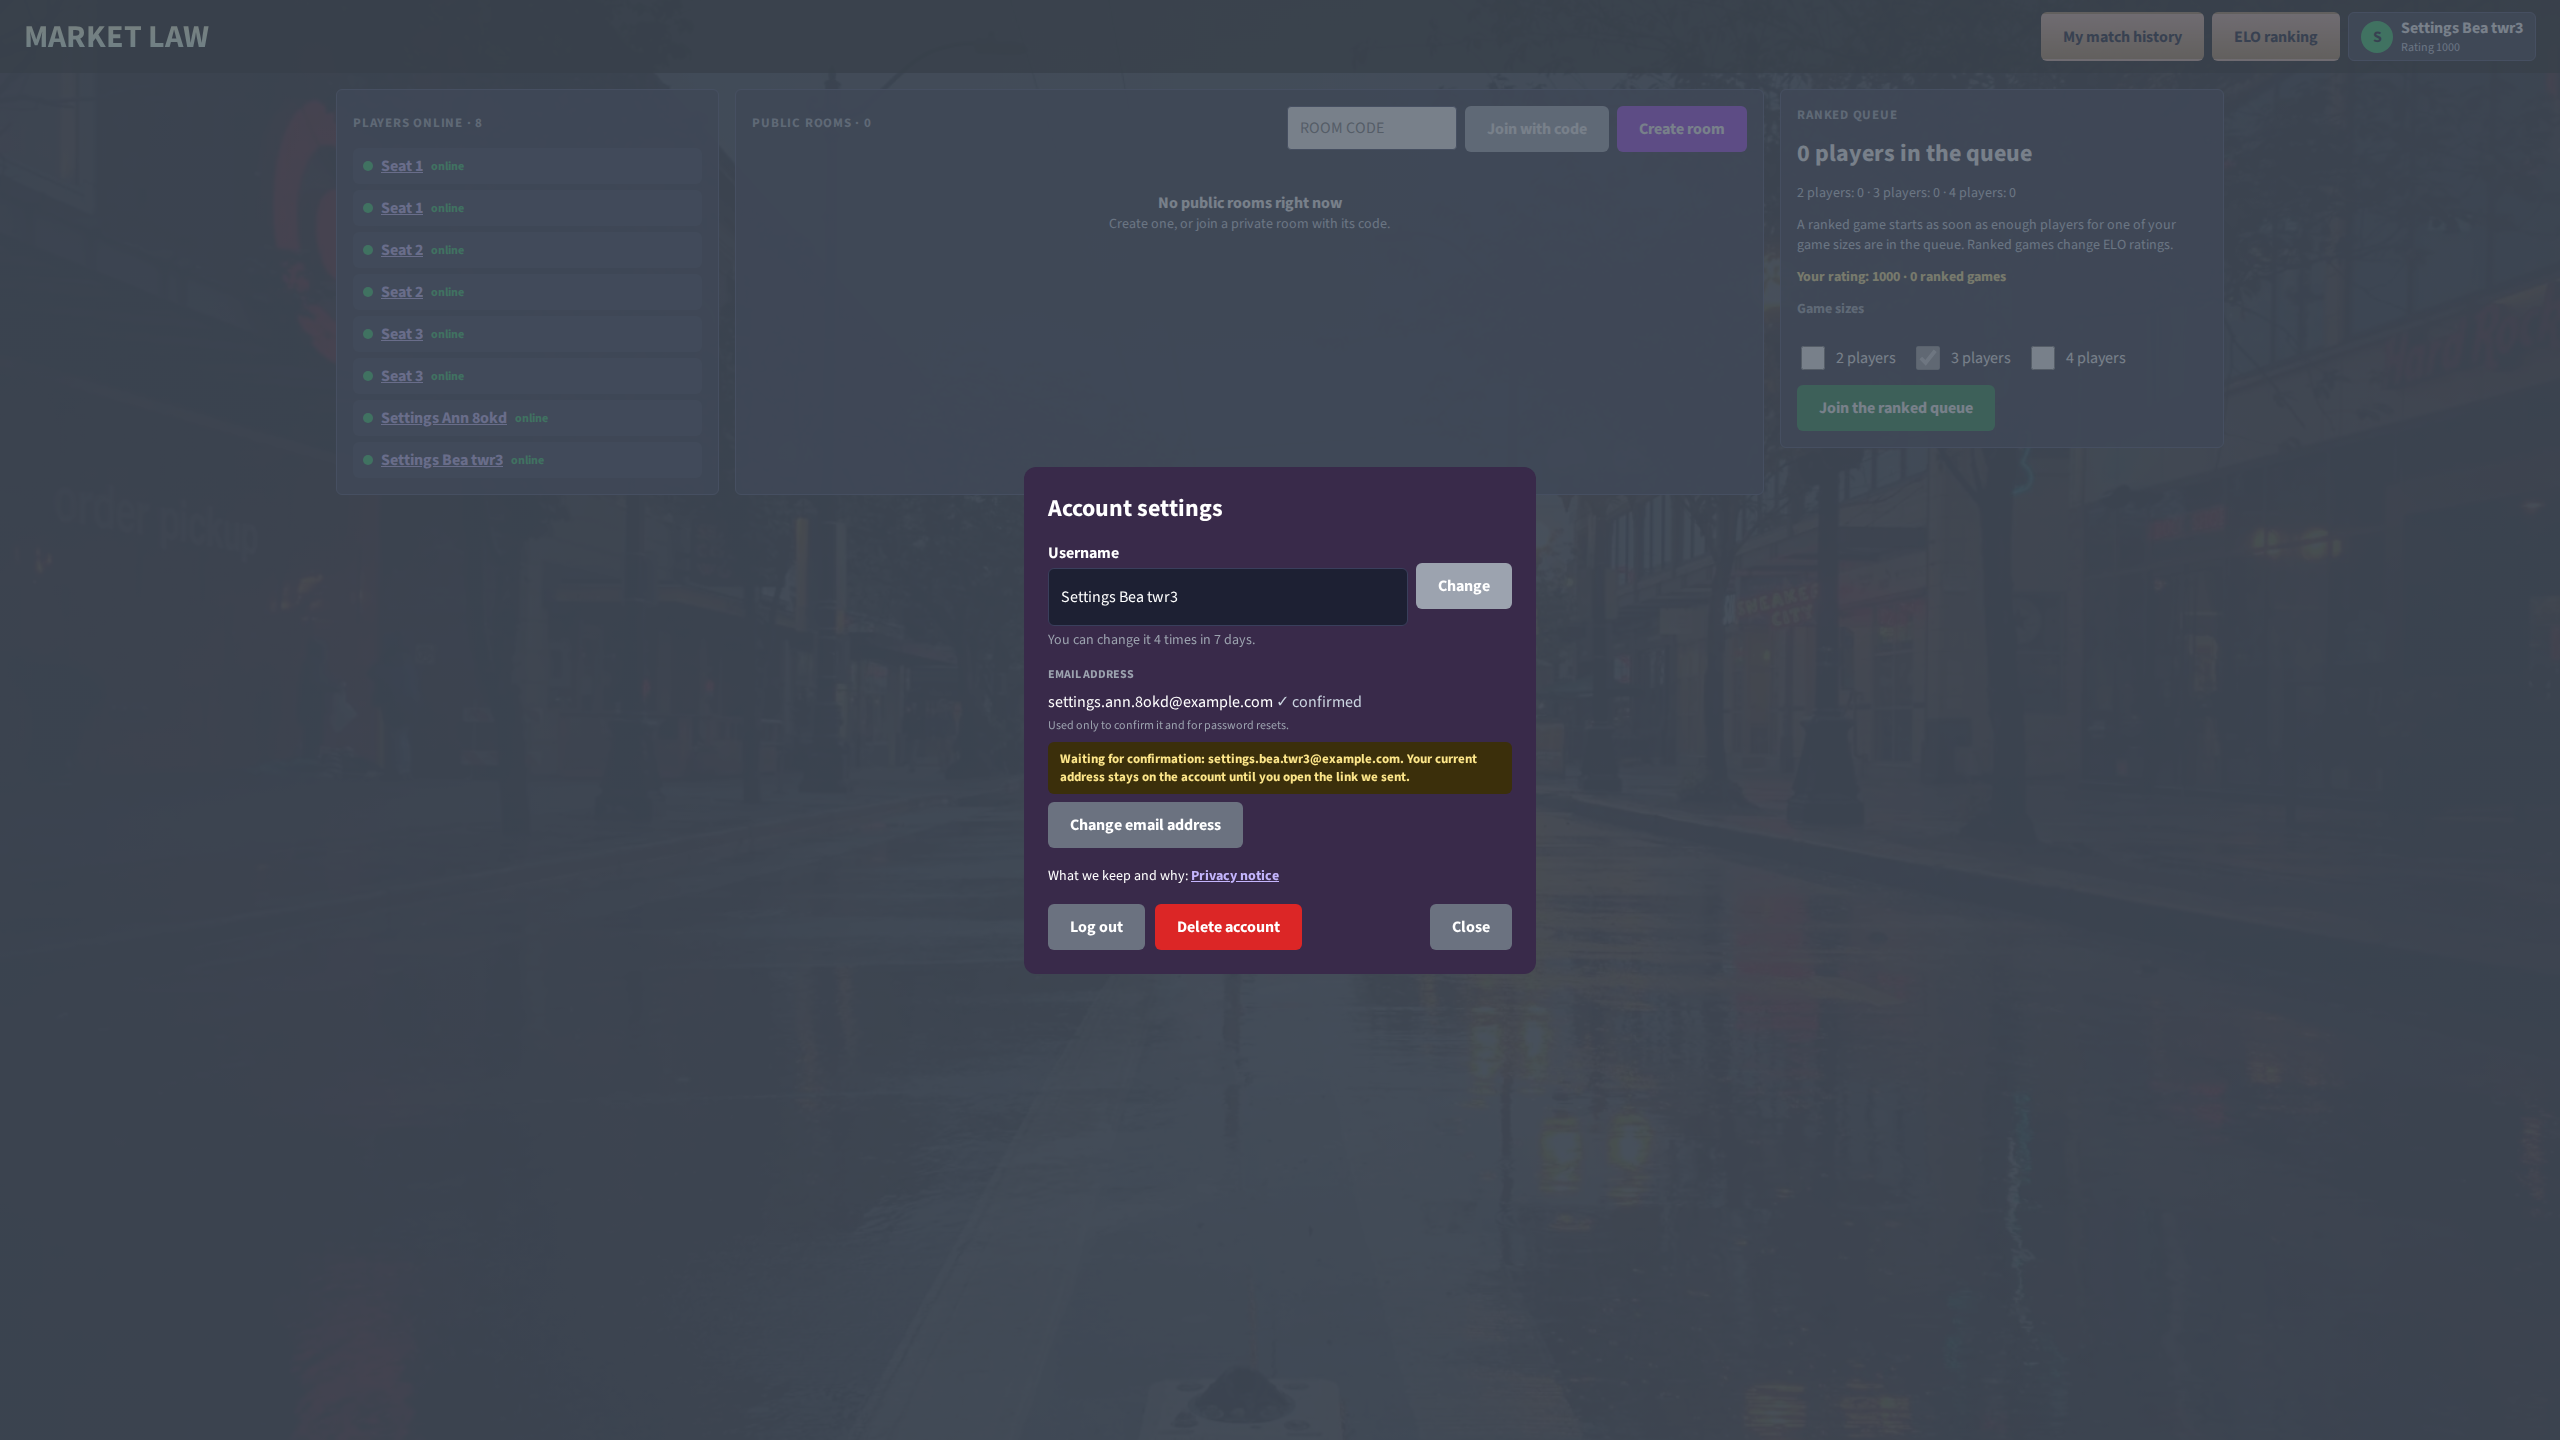 MARKET LAW
My match history
ELO ranking
S
Settings Bea twr3
Rating 1000
PLAYERS ONLINE · 8
Seat 1 online
Seat 1 online
Seat 2 online
Seat 2 online
Seat 3 online
Seat 3 online
Settings Ann 8okd online
Settings Bea twr3 online
PUBLIC ROOMS · 0
ROOM CODE
Join with code
Create room
No public rooms right now
Create one, or join a private room with its code.
RANKED QUEUE
0 players in the queue
2 players: 0 · 3 players: 0 · 4 players: 0
A ranked game starts as soon as enough players for one of your
game sizes are in the queue. Ranked games change ELO ratings.
Your rating: 1000 · 0 ranked games
Game sizes
2 players
3 players
4 players
Join the ranked queue
order pickup
SNEAKER
CITY
Account settings
Username
Settings Bea twr3
Change
You can change it 4 times in 7 days.
EMAIL ADDRESS
settings.ann.8okd@example.com ✓ confirmed
Used only to confirm it and for password resets.
Waiting for confirmation: settings.bea.twr3@example.com. Your current
address stays on the account until you open the link we sent.
Change email address
What we keep and why: Privacy notice
Log out
Delete account
Close